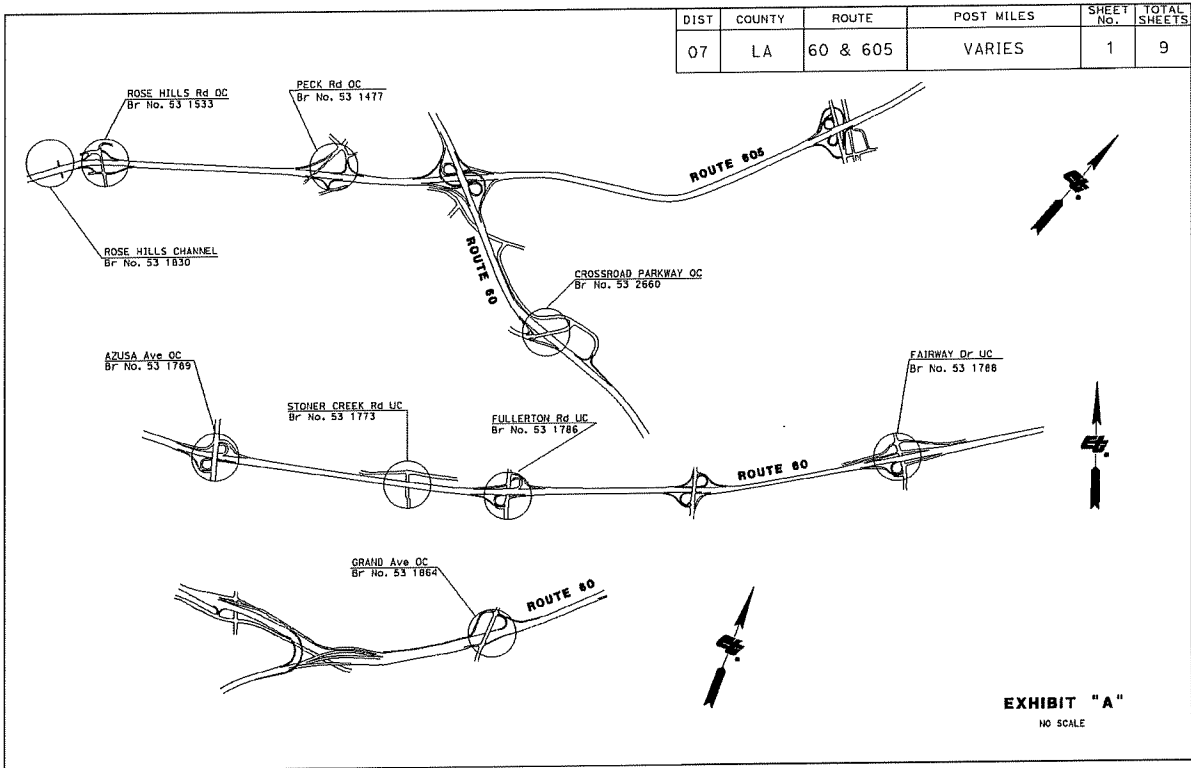 DIST COUNTY ROUTE POST MILES SHEET No. TOTAL SHEETS
07 LA 60 & 605 VARIES 1 9
ROSE HILLS Rd OC
Br No. 53 1533
PECK Rd OC
Br No. 53 1477
ROUTE 605
ROSE HILLS CHANNEL
Br No. 53 1830
ROUTE 60
CROSSROAD PARKWAY OC
Br No. 53 2660
AZUSA Ave OC
Br No. 53 1789
STONER CREEK Rd UC
Br No. 53 1773
FULLERTON Rd UC
Br No. 53 1786
ROUTE 60
FAIRWAY Dr UC
Br No. 53 1788
GRAND Ave OC
Br No. 53 1864
ROUTE 60
EXHIBIT "A"
NO SCALE